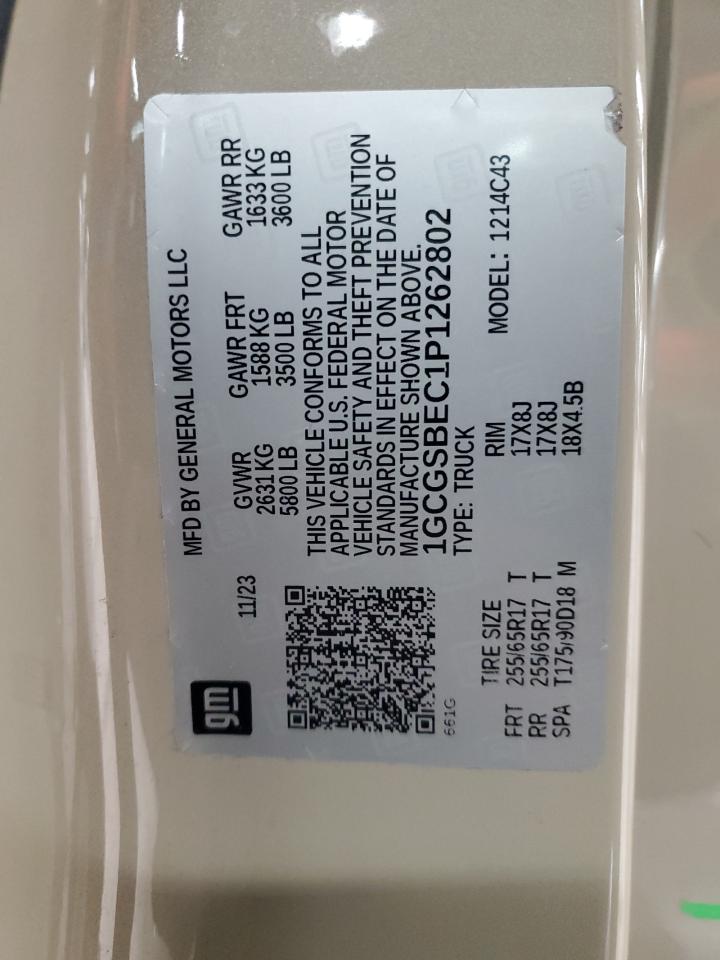 gm
MFD BY GENERAL MOTORS LLC
11/23
GVWR GAWR FRT GAWR RR
2631 KG 1588 KG 1633 KG
5800 LB 3500 LB 3600 LB
THIS VEHICLE CONFORMS TO ALL
APPLICABLE U.S. FEDERAL MOTOR
VEHICLE SAFETY AND THEFT PREVENTION
STANDARDS IN EFFECT ON THE DATE OF
MANUFACTURE SHOWN ABOVE.
1GCGSBEC1P1262802
661G
TYPE: TRUCK
TIRE SIZE RIM MODEL: 1214C43
FRT 255/65R17 T 17X8J
RR 255/65R17 T 17X8J
SPA T175/90D18 M 18X4.5B